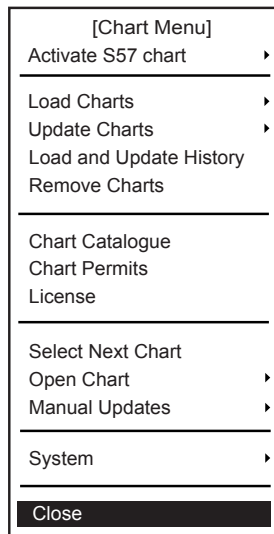 [Chart Menu]
Activate S57 chart
Load Charts
Update Charts
Load and Update History
Remove Charts
Chart Catalogue
Chart Permits
License
Select Next Chart
Open Chart
Manual Updates
System
Close